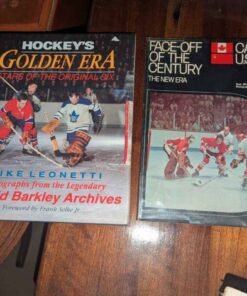 HOCKEY'S
GOLDEN ERA
STARS OF THE ORIGINAL SIX
IKE LEONETTI
ographs from the Legendary
ld Barkley Archives
Foreword by Frank Selke Jr.
FACE-OFF
OF THE
CENTURY
THE NEW ERA
CA
U.S